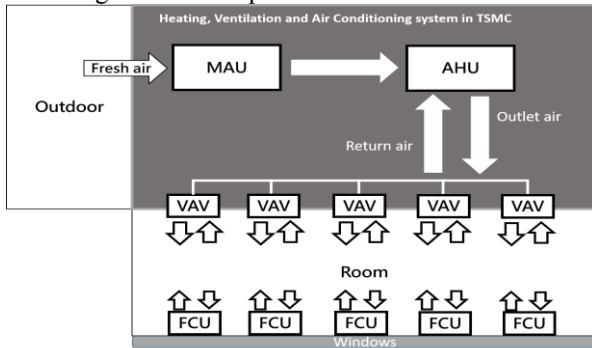 Heating, Ventilation and Air Conditioning system in TSMC
Fresh air
MAU
AHU
Outdoor
Outlet air
Return air
VAV VAV VAV VAV VAV
Room
FCU FCU FCU FCU FCU
Windows